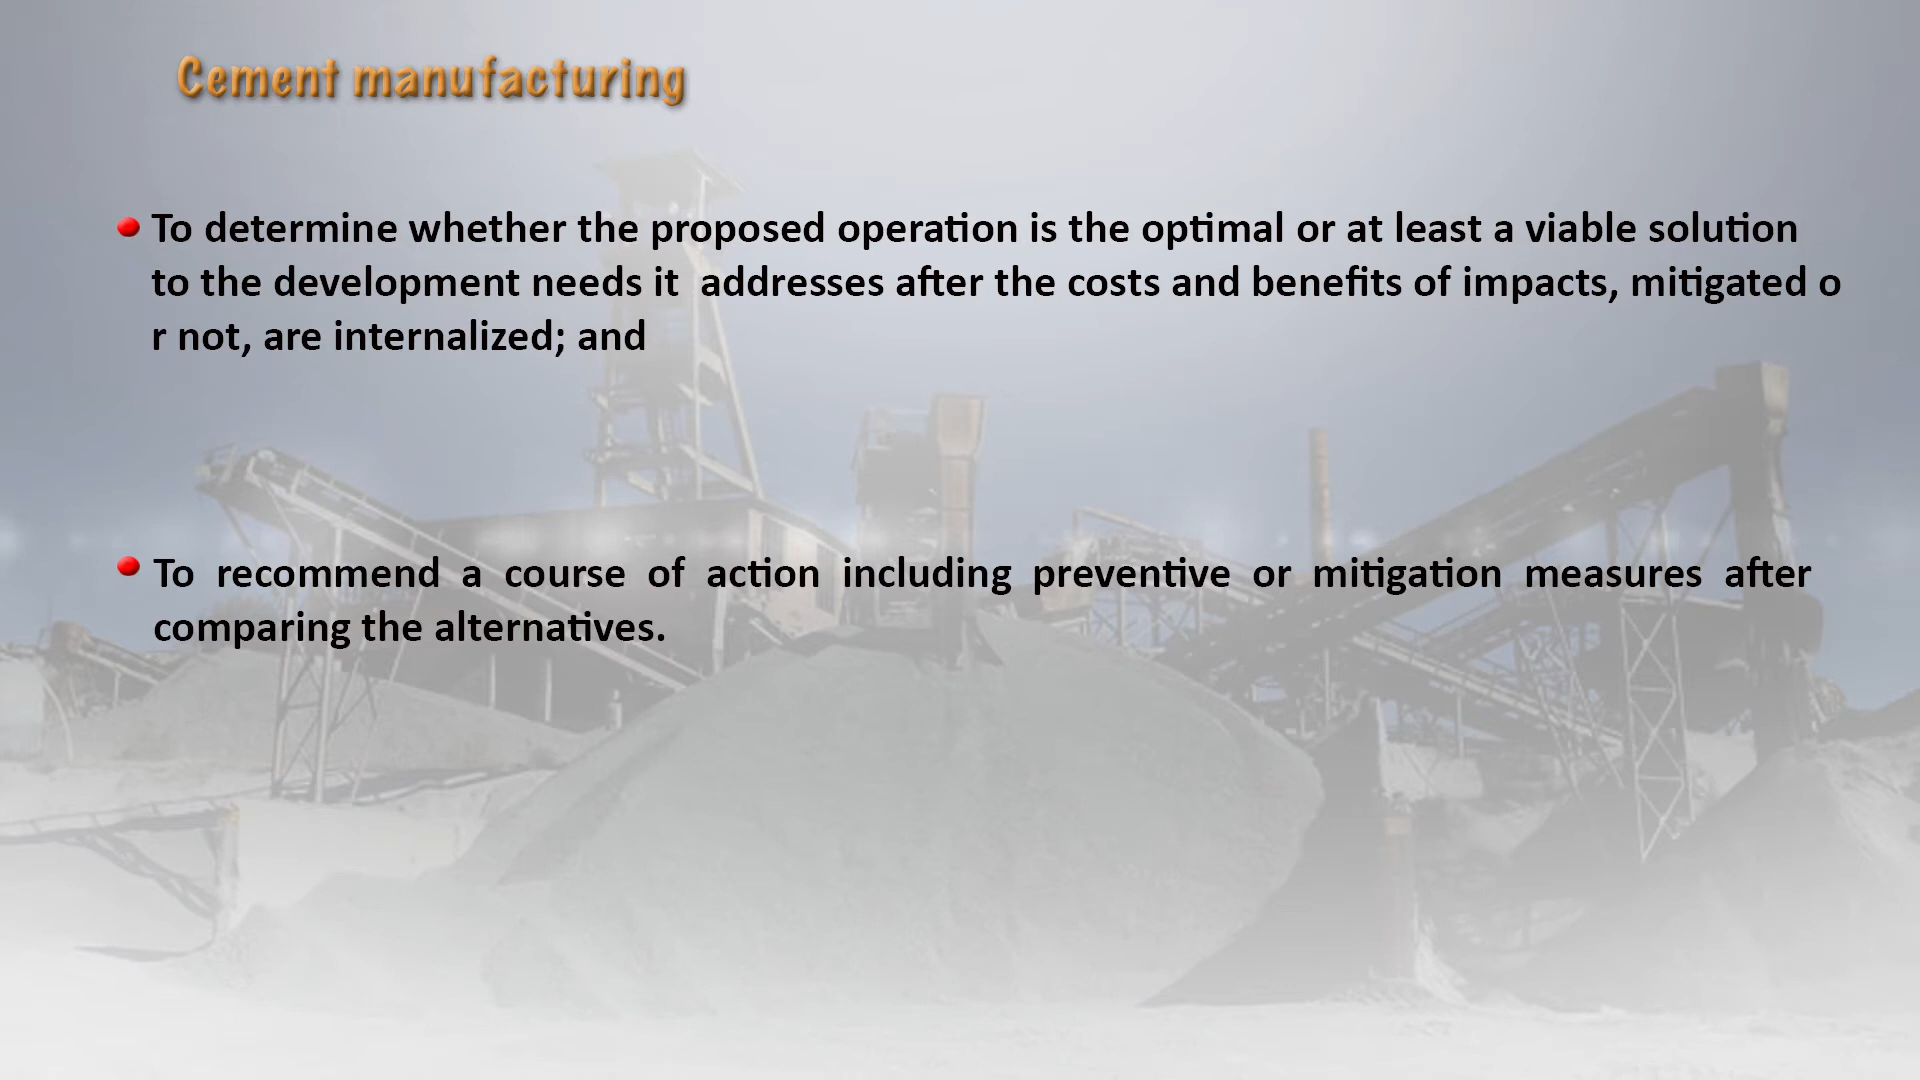 Cement manufacturing
To determine whether the proposed operation is the optimal or at least a viable solution
to the development needs it  addresses after the costs and benefits of impacts, mitigated o
r not, are internalized; and
To recommend a course of action including preventive or mitigation measures after
comparing the alternatives.